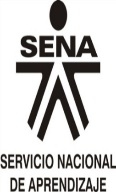 SENA
SERVICIO NACIONAL
DE APRENDIZAJE